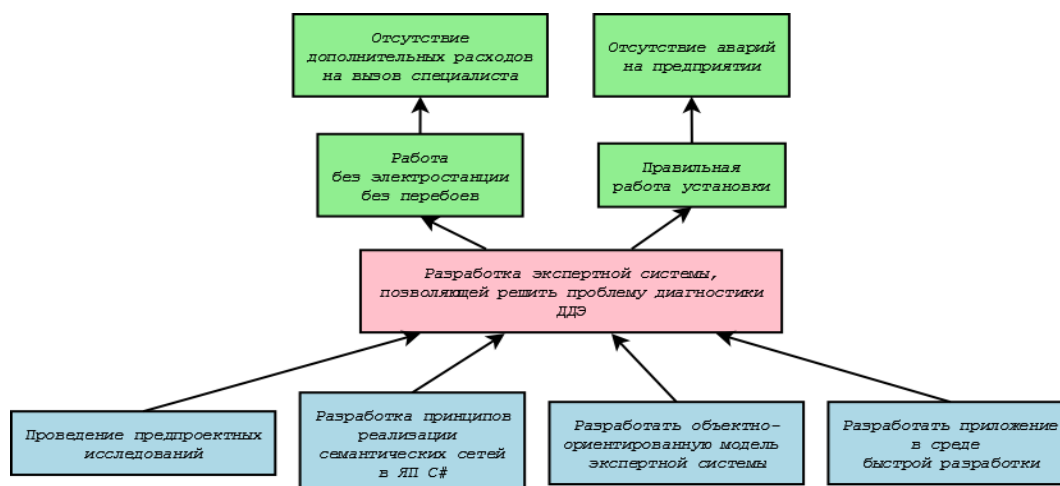 Отсутствие
дополнительных расходов
на вызов специалиста
Отсутствие аварий
на предприятии
Работа
без электростанции
без перебоев
Правильная
работа установки
Разработка экспертной системы,
позволяющей решить проблему диагностики
ДДЭ
Проведение предпроектных
исследований
Разработка принципов
реализации
семантических сетей
в ЯП C#
Разработать объектно-
ориентированную модель
экспертной системы
Разработать приложение
в среде
быстрой разработки